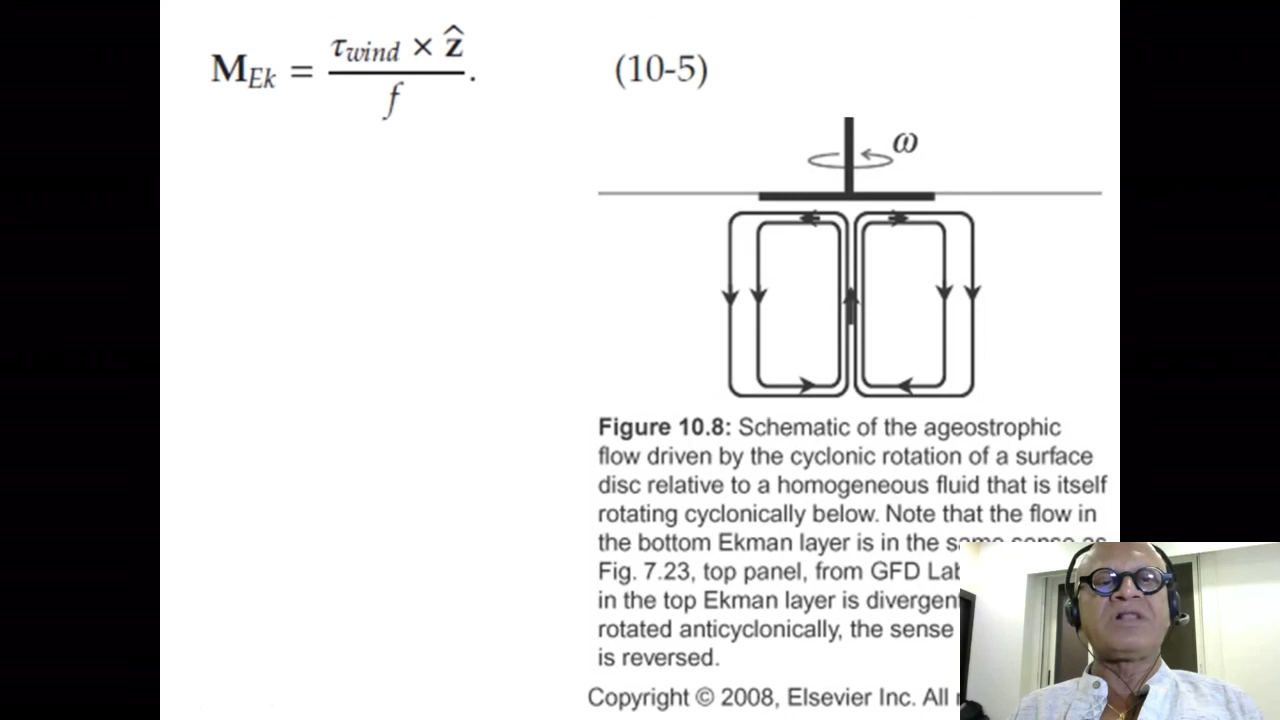 M_Ek = τ_wind × ẑ / f . (10-5)
ω
Figure 10.8: Schematic of the ageostrophic
flow driven by the cyclonic rotation of a surface
disc relative to a homogeneous fluid that is itself
rotating cyclonically below. Note that the flow in
the bottom Ekman layer is in the same sense as
Fig. 7.23, top panel, from GFD
in the top Ekman layer is
rotated anticyclonically, the sense
is reversed.
Copyright © 2008, Elsevier Inc. All